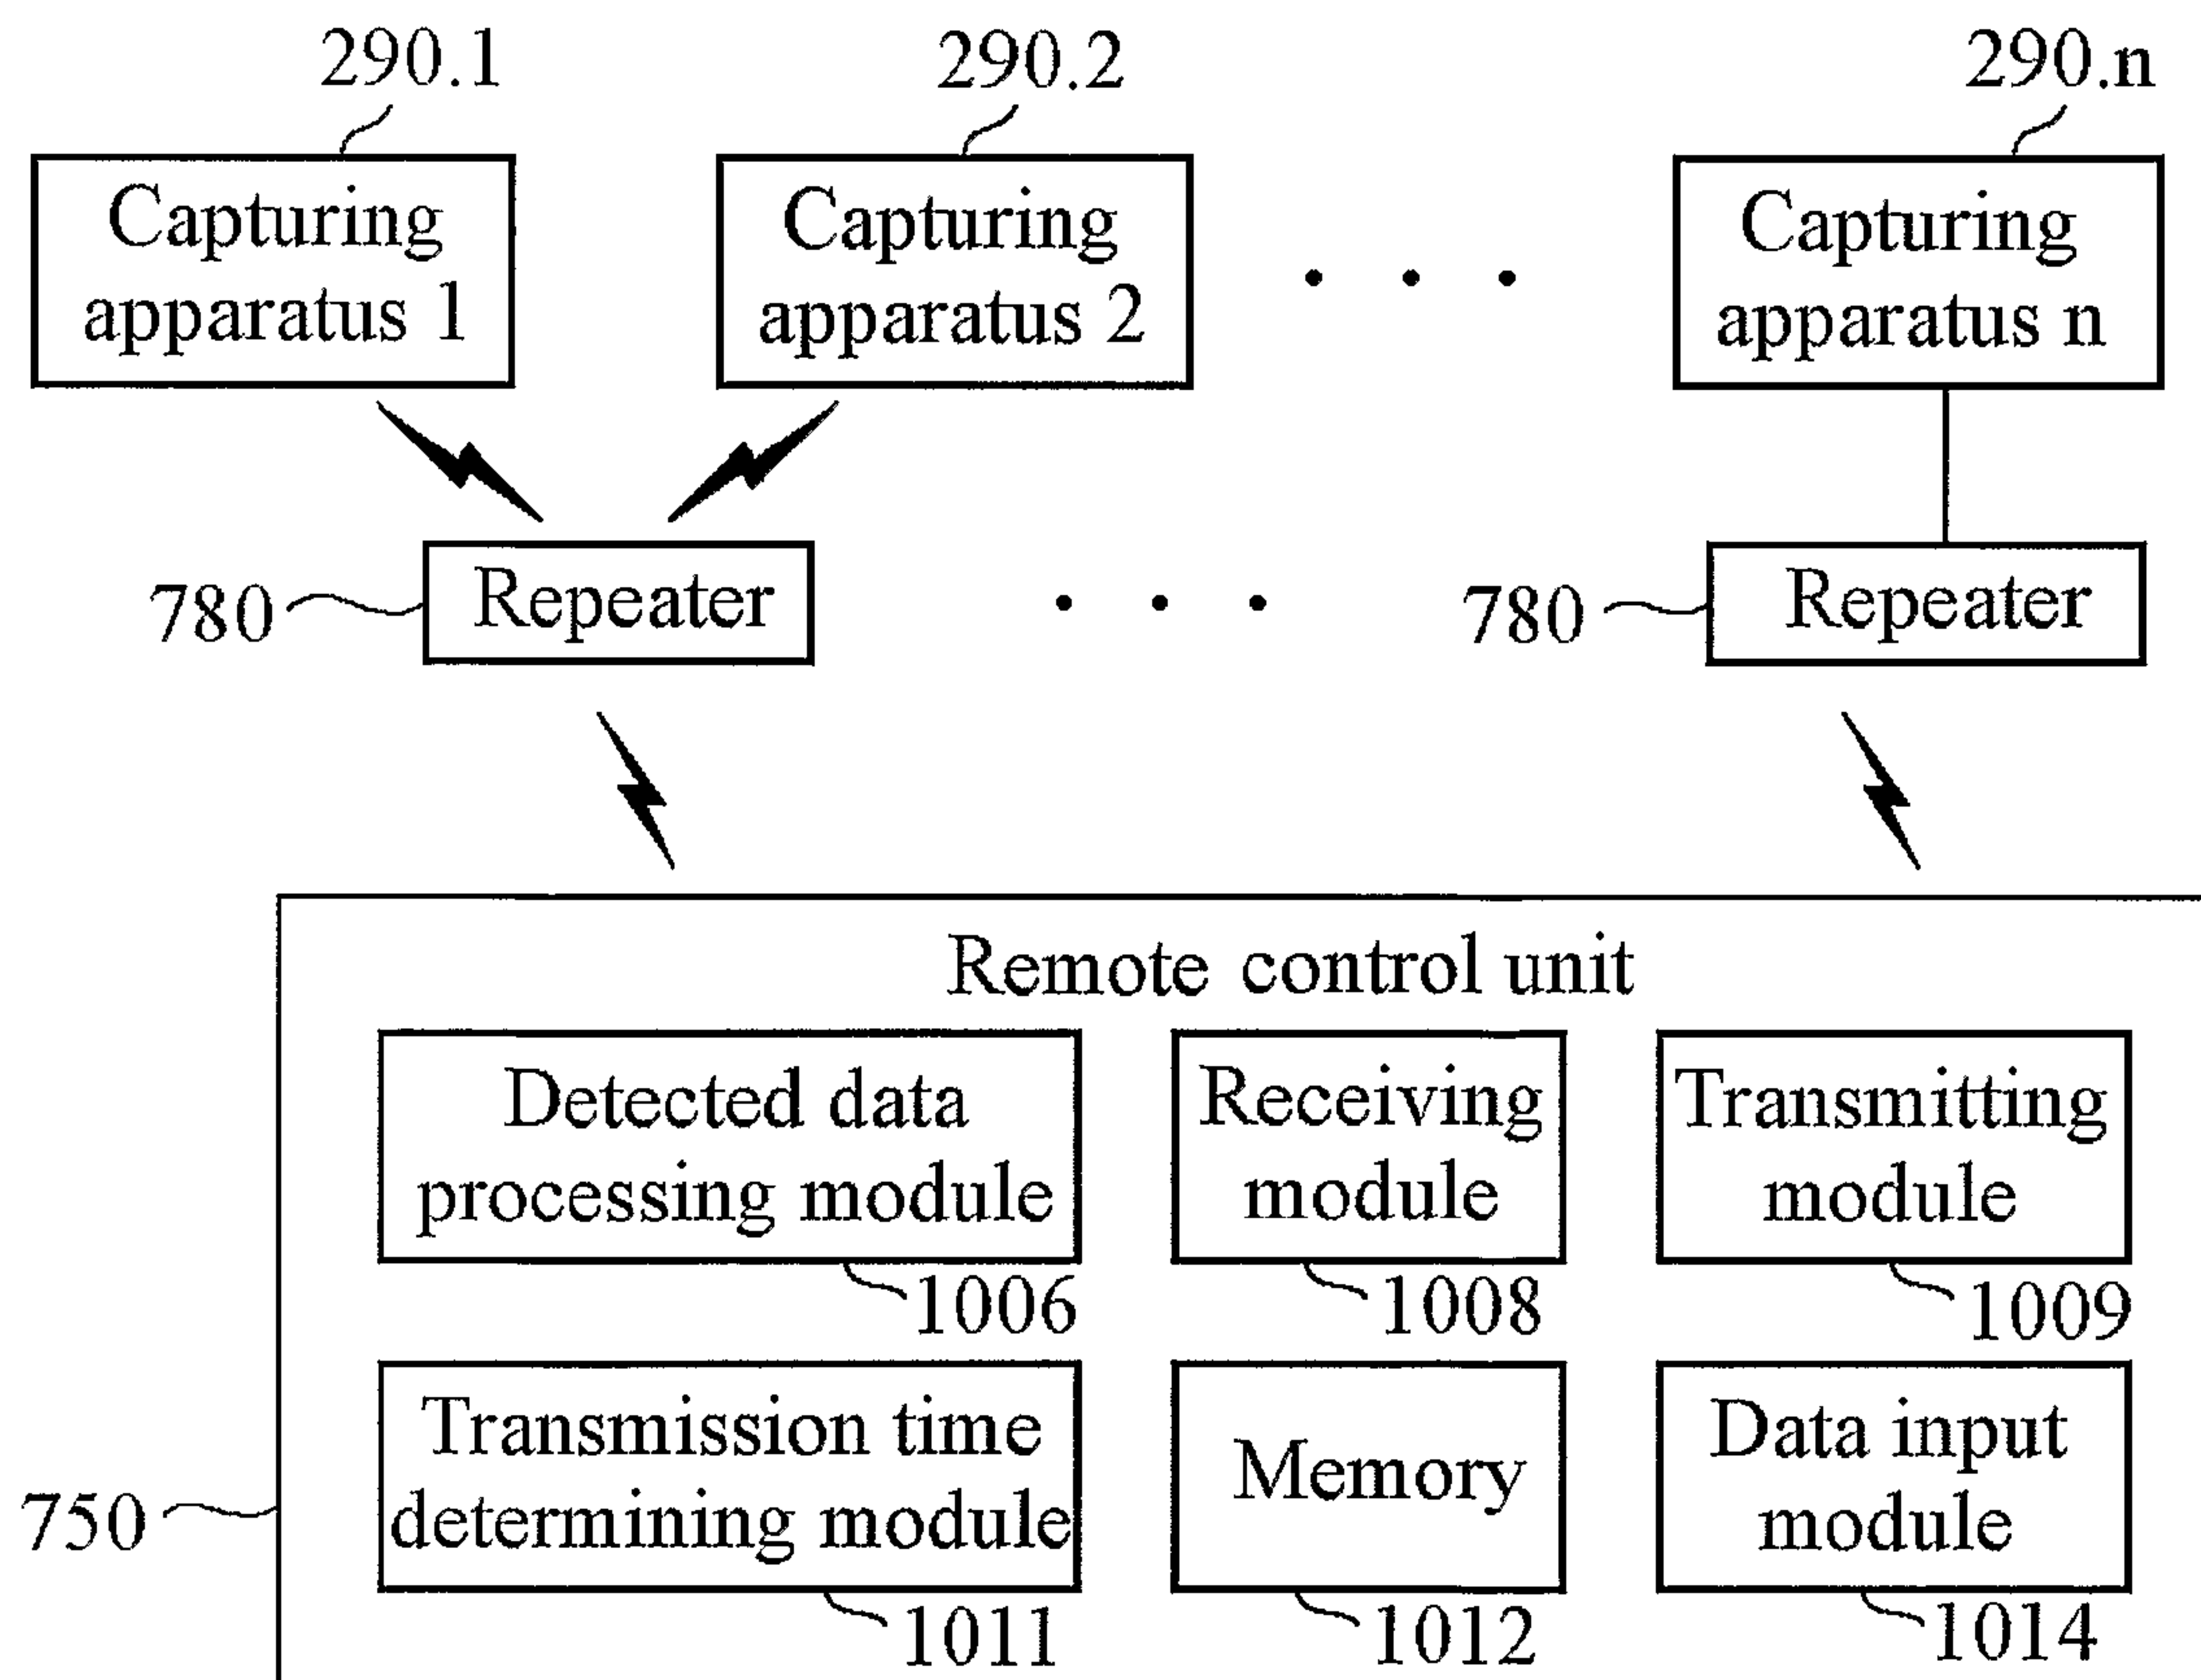 290.1
290.2
290.n
Capturing
apparatus 1
Capturing
apparatus 2
Capturing
apparatus n
780
Repeater
780
Repeater
Remote control unit
Detected data
processing module
Receiving
module
Transmitting
module
1006
1008
1009
Transmission time
determining module
Memory
Data input
module
750
1011
1012
1014